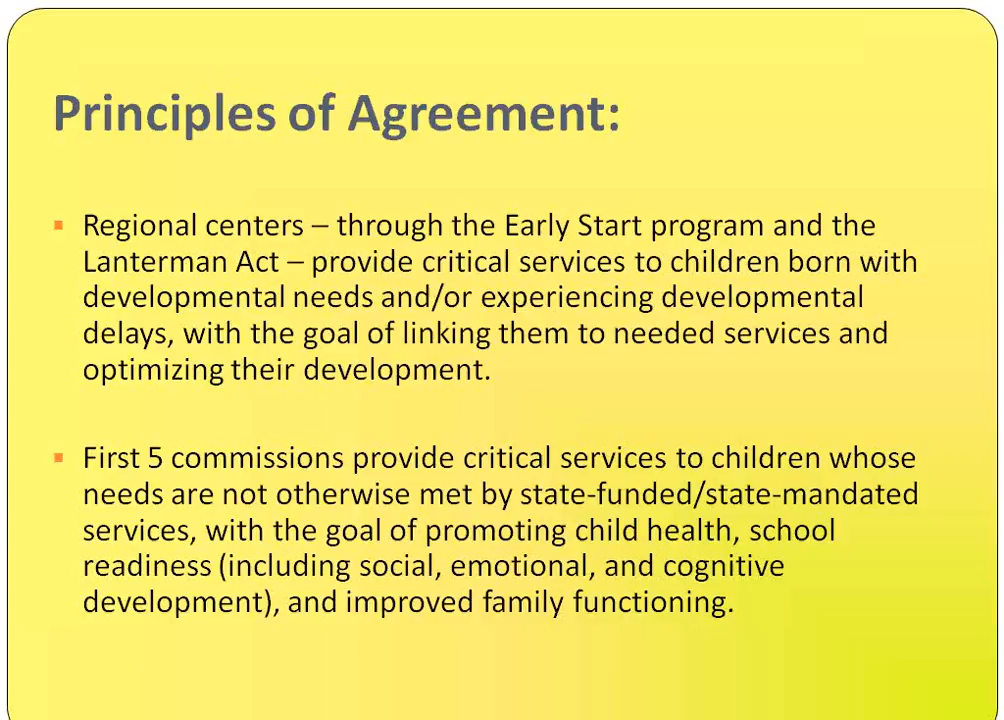 Principles of Agreement:
▪ Regional centers – through the Early Start program and the
Lanterman Act – provide critical services to children born with
developmental needs and/or experiencing developmental
delays, with the goal of linking them to needed services and
optimizing their development.
▪ First 5 commissions provide critical services to children whose
needs are not otherwise met by state-funded/state-mandated
services, with the goal of promoting child health, school
readiness (including social, emotional, and cognitive
development), and improved family functioning.